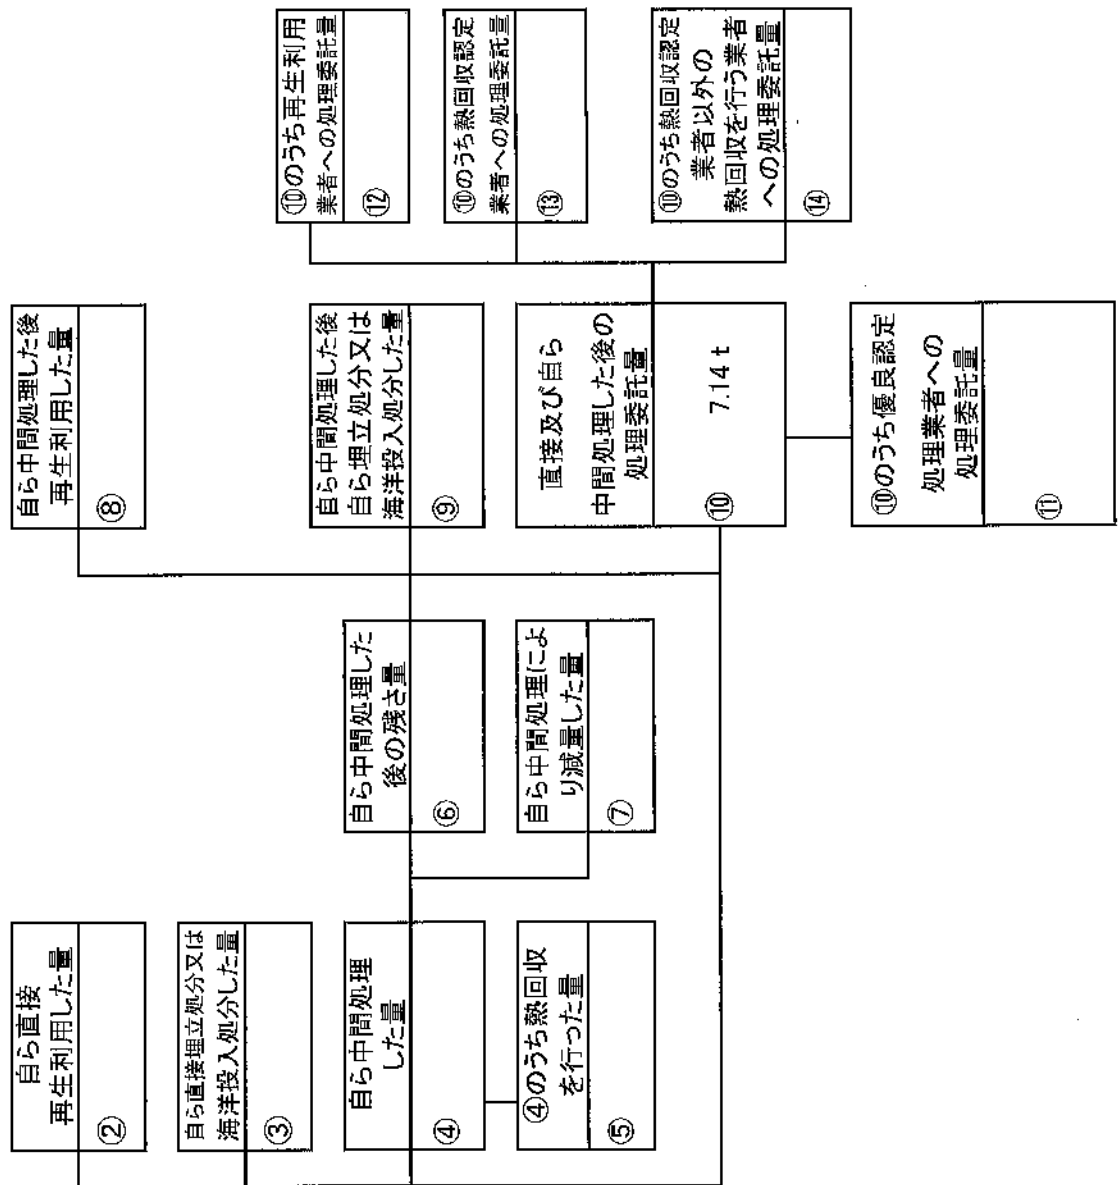 自ら直接
再生利用した量
②
自ら直接埋立処分又は
海洋投入処分した量
③
自ら中間処理
した量
④
④のうち熱回収
を行った量
⑤
自ら中間処理した
後の残さ量
⑥
自ら中間処理によ
り減量した量
⑦
自ら中間処理した後
再生利用した量
⑧
自ら中間処理した後
自ら埋立処分又は
海洋投入処分した量
⑨
直接及び自ら
中間処理した後の
処理委託量
⑩
7.14 t
⑩のうち優良認定
処理業者への
処理委託量
⑪
⑩のうち再生利用
業者への処理委託量
⑫
⑩のうち熱回収認定
業者への処理委託量
⑬
⑩のうち熱回収認定
業者以外の
熱回収を行う業者
への処理委託量
⑭